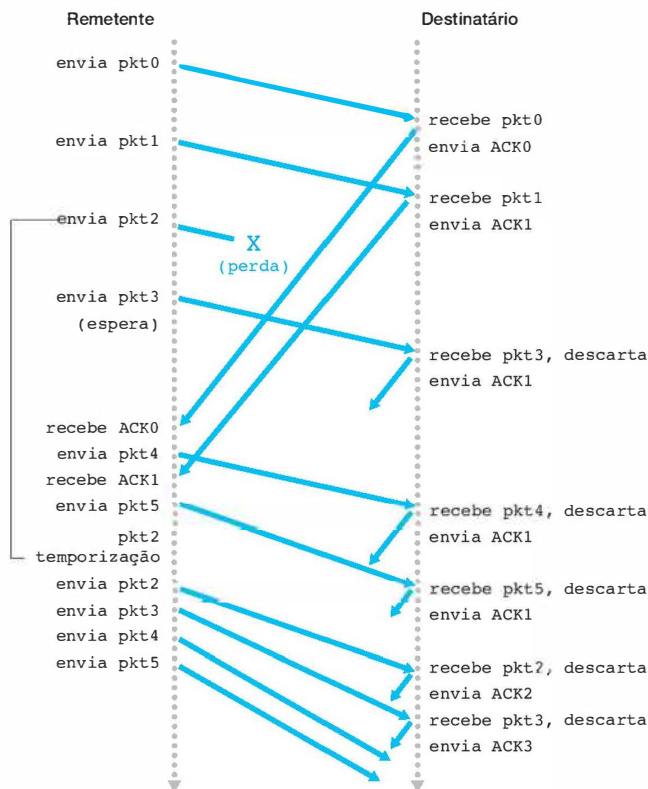 Remetente
Destinatário
envia pkt0
recebe pkt0
envia ACK0
envia pkt1
recebe pkt1
envia ACK1
envia pkt2
X
(perda)
envia pkt3
(espera)
recebe pkt3, descarta
envia ACK1
recebe ACK0
envia pkt4
recebe ACK1
envia pkt5
recebe pkt4, descarta
envia ACK1
pkt2
temporização
envia pkt2
envia pkt3
envia pkt4
envia pkt5
recebe pkt5, descarta
envia ACK1
recebe pkt2, descarta
envia ACK2
recebe pkt3, descarta
envia ACK3